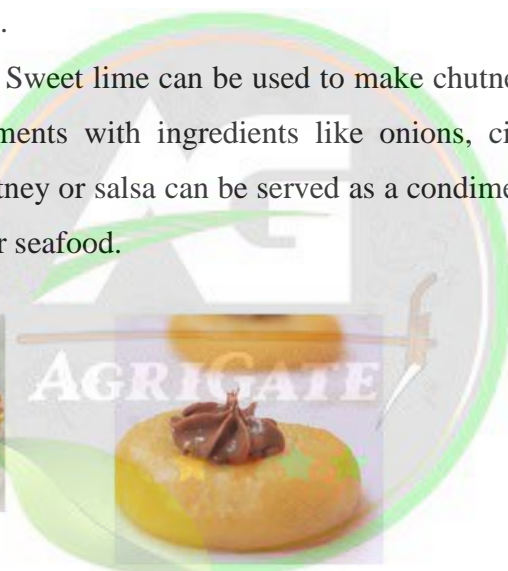 .
Sweet lime can be used to make chutne
ments with ingredients like onions, ci
tney or salsa can be served as a condime
r seafood.
AG
AGRIGATE